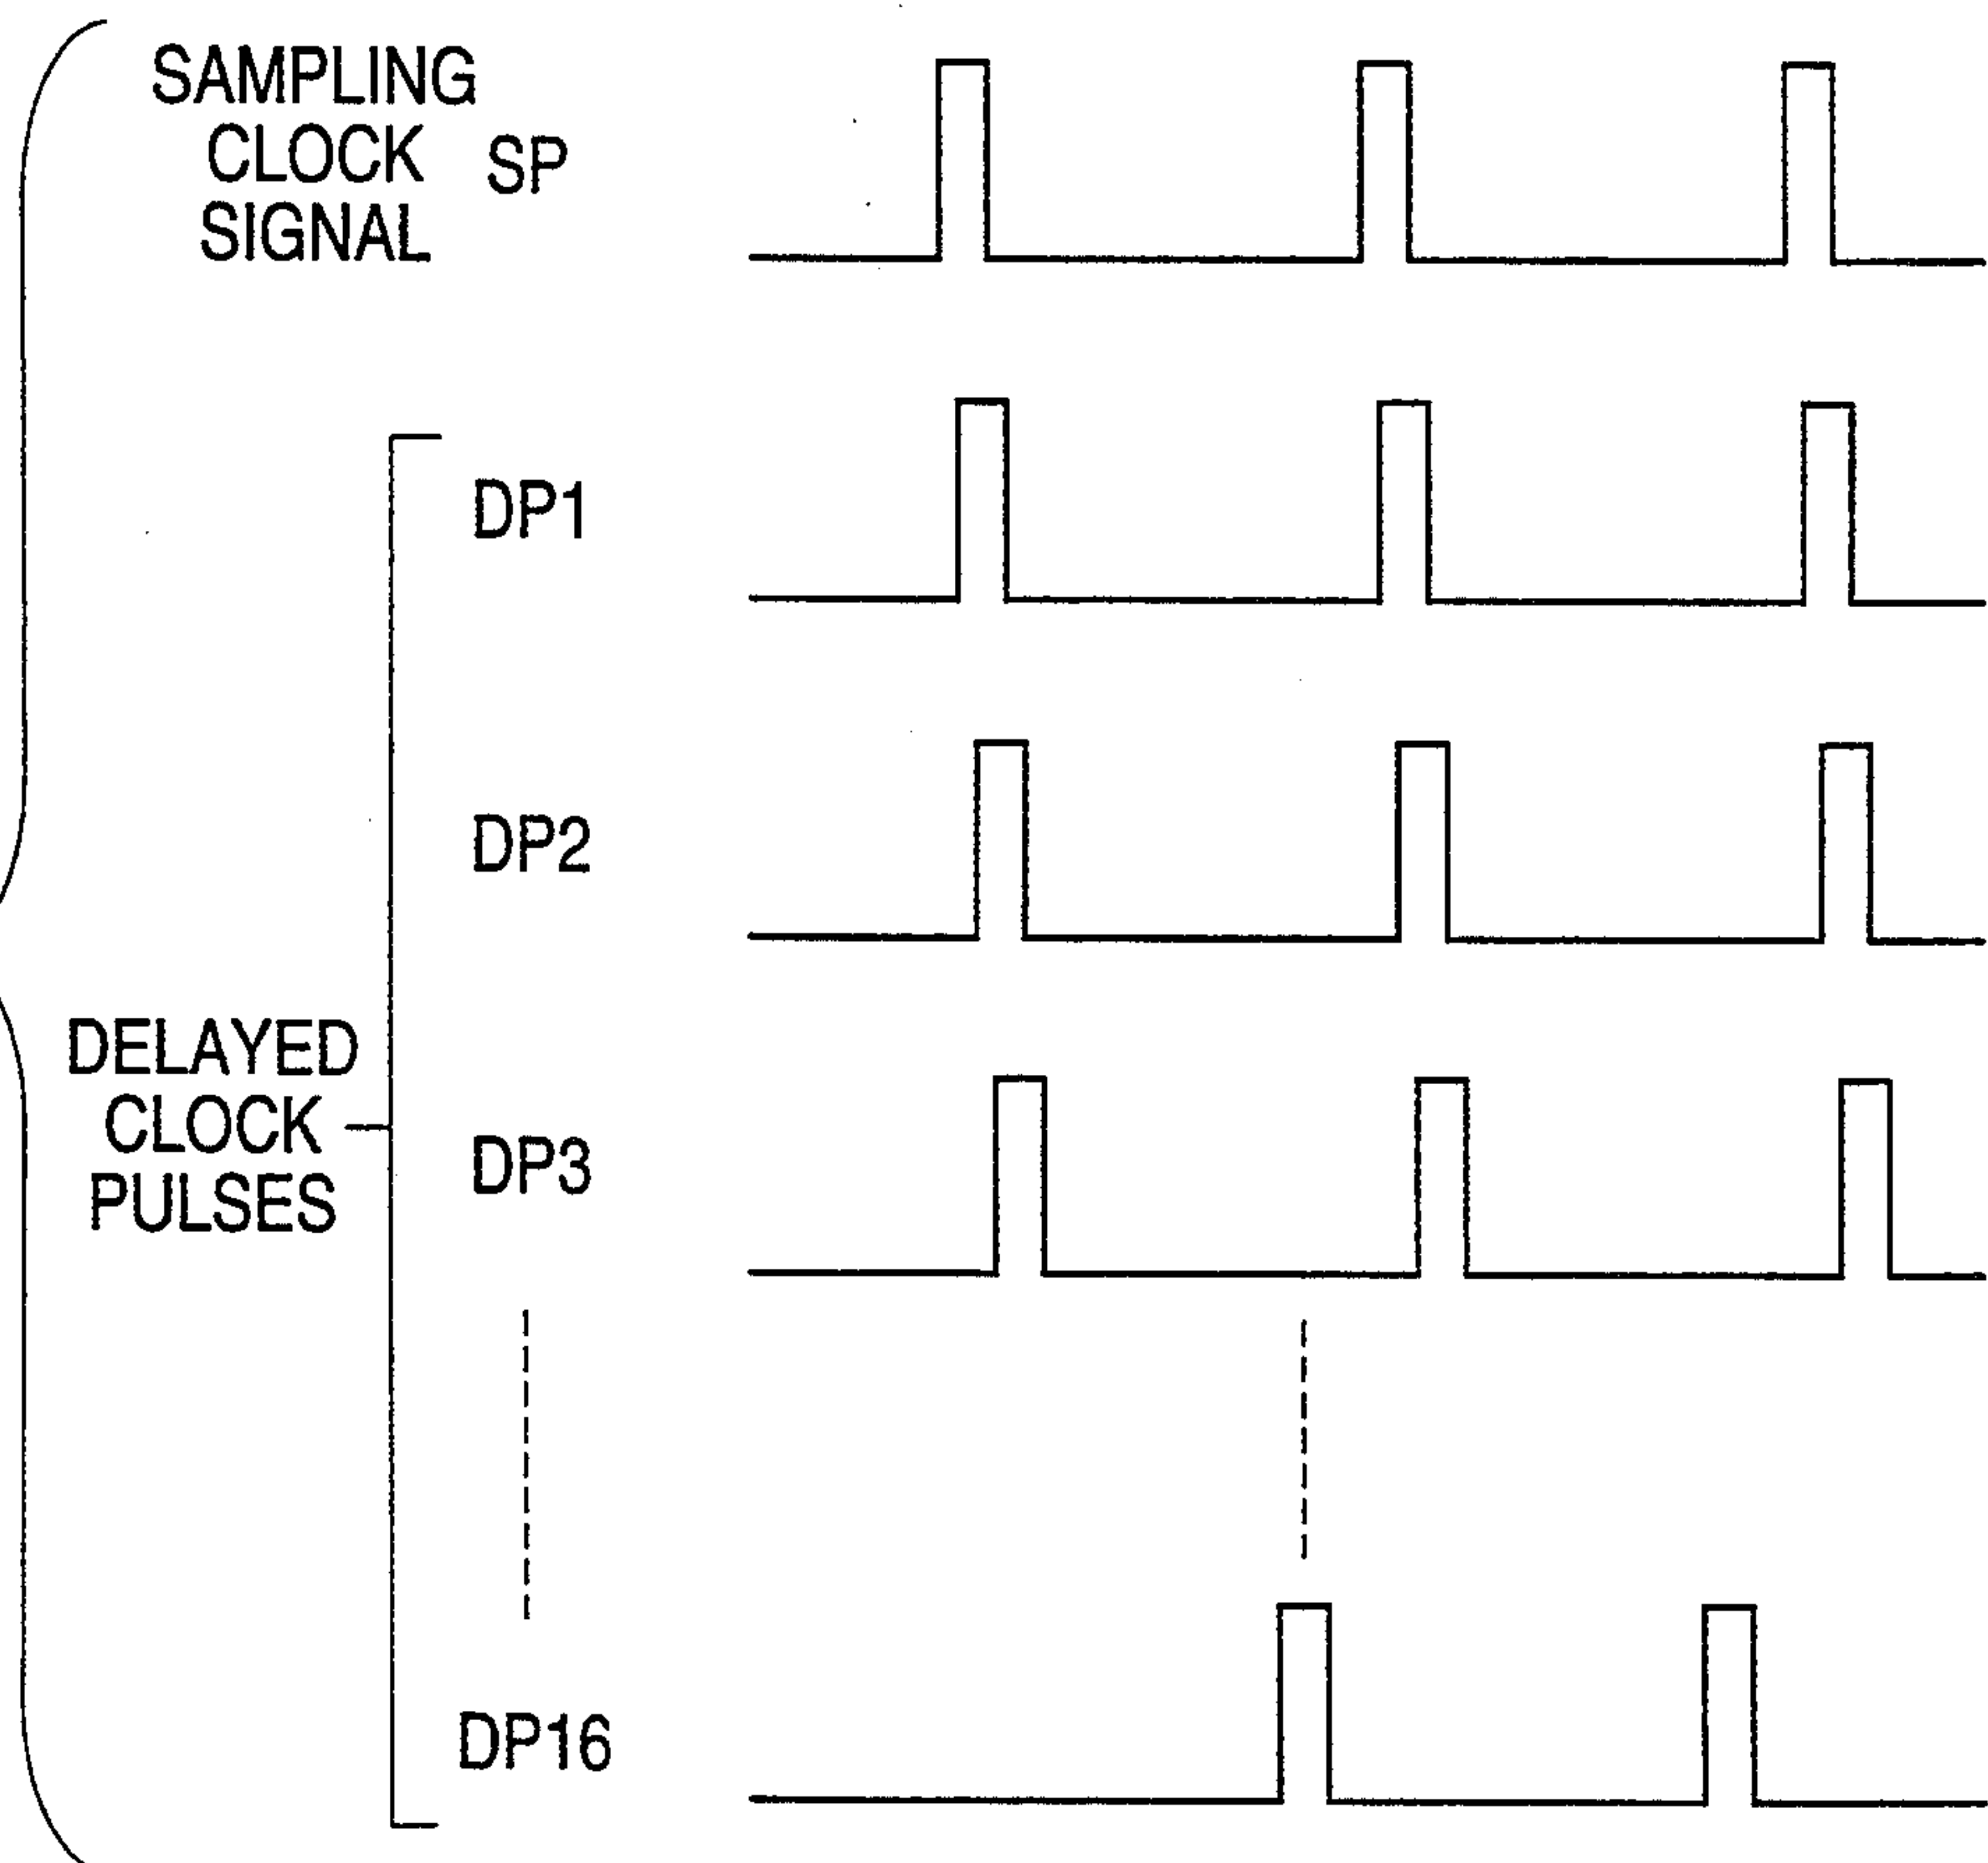 SAMPLING
CLOCK
SIGNAL
SP
DP1
DP2
DELAYED
CLOCK
PULSES
DP3
DP16